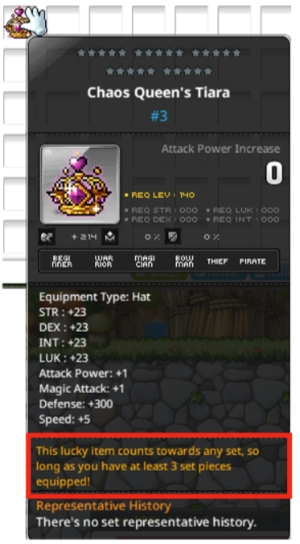 Chaos Queen's Tiara
#3
Attack Power Increase
0
• REQ LEV : 140
• REQ STR : 000 • REQ LUK : 000
• REQ DEX : 000 • REQ INT : 000
+ 214 0 % 0 %
BEGINNER WARRIOR MAGICIAN BOWMAN THIEF PIRATE
Equipment Type: Hat
STR : +23
DEX : +23
INT : +23
LUK : +23
Attack Power: +1
Magic Attack: +1
Defense: +300
Speed: +5
This lucky item counts towards any set, so
long as you have at least 3 set pieces
equipped!
Representative History
There's no set representative history.